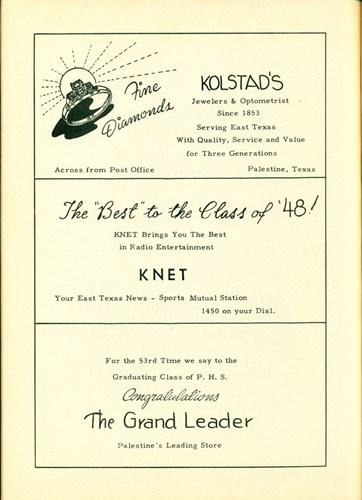 Fine
Diamonds
KOLSTAD'S
Jewelers & Optometrist
Since 1853
Serving East Texas
With Quality, Service and Value
for Three Generations
Across from Post Office
Palestine, Texas
The "Best" to the Class of '48!
KNET Brings You The Best
in Radio Entertainment
KNET
Your East Texas News - Sports Mutual Station
1450 on your Dial.
For the 53rd Time we say to the
Graduating Class of P. H. S.
Congratulations
The Grand Leader
Palestine's Leading Store